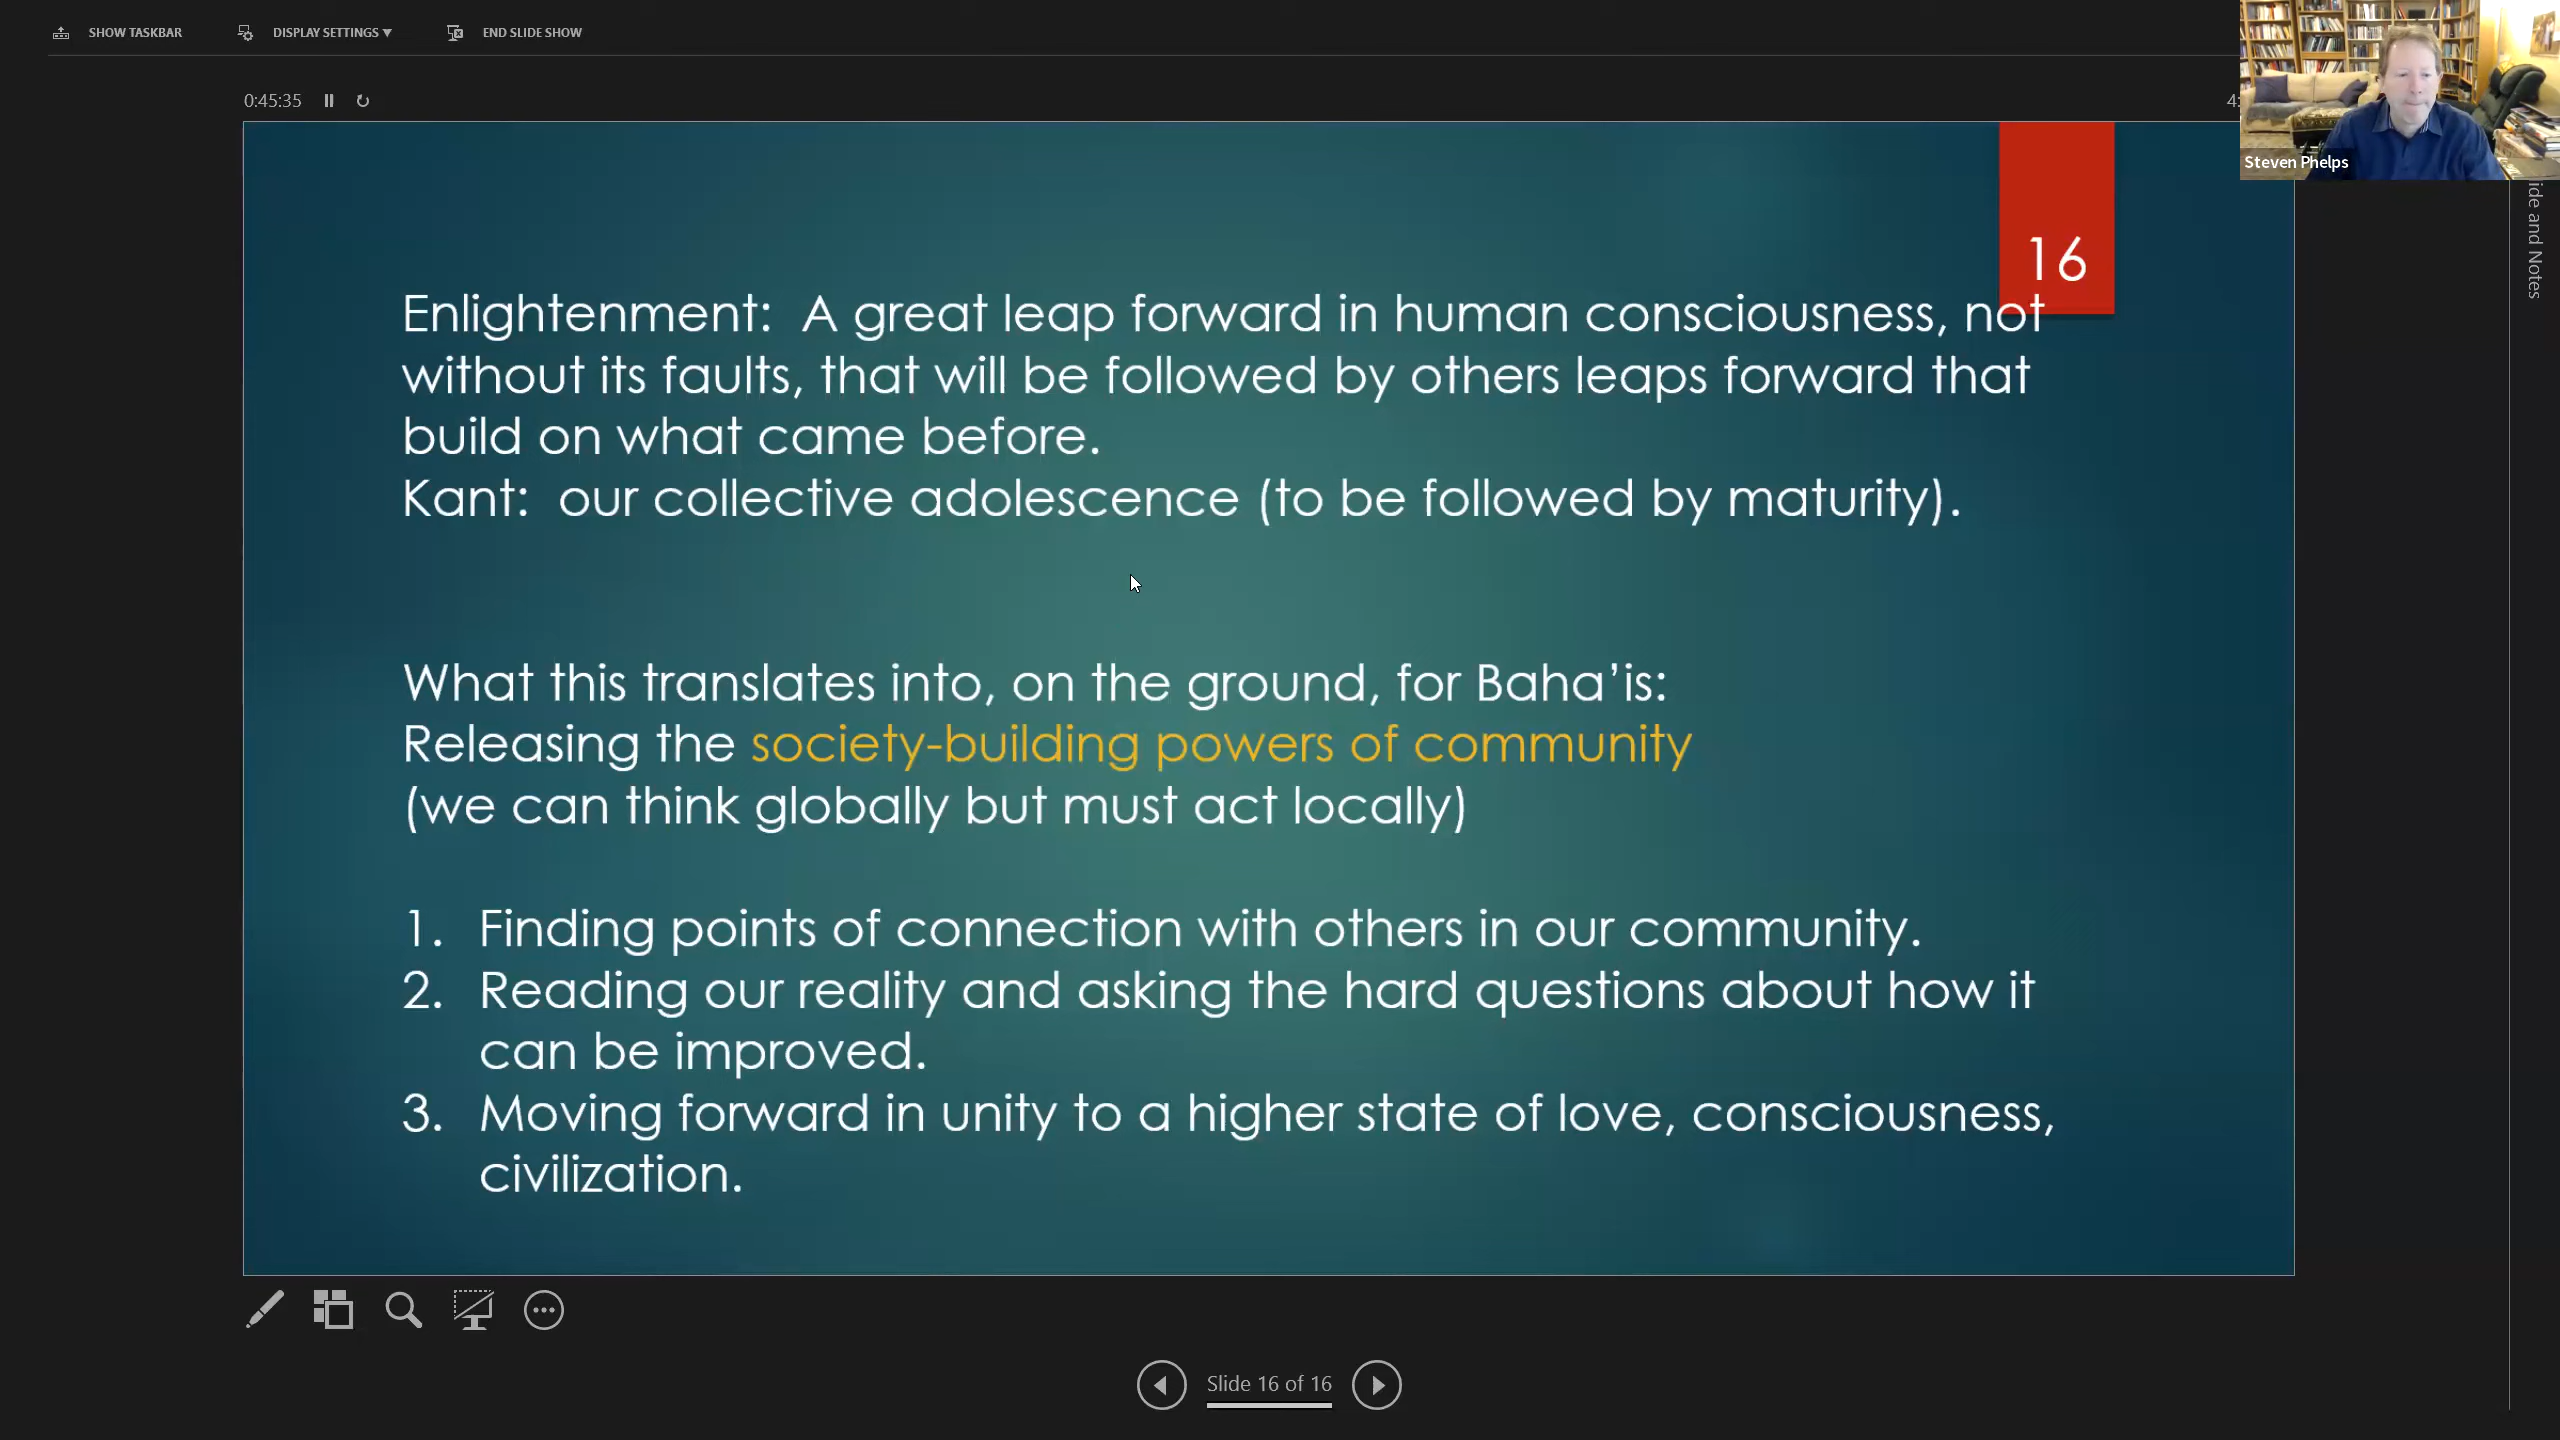 SHOW TASKBAR
DISPLAY SETTINGS ▼
END SLIDE SHOW
0:45:35
4:
Steven Phelps
16
Enlightenment: A great leap forward in human consciousness, not
without its faults, that will be followed by others leaps forward that
build on what came before.
Kant: our collective adolescence (to be followed by maturity).
What this translates into, on the ground, for Baha’is:
Releasing the society-building powers of community
(we can think globally but must act locally)
1. Finding points of connection with others in our community.
2. Reading our reality and asking the hard questions about how it
can be improved.
3. Moving forward in unity to a higher state of love, consciousness,
civilization.
ide and Notes
Slide 16 of 16